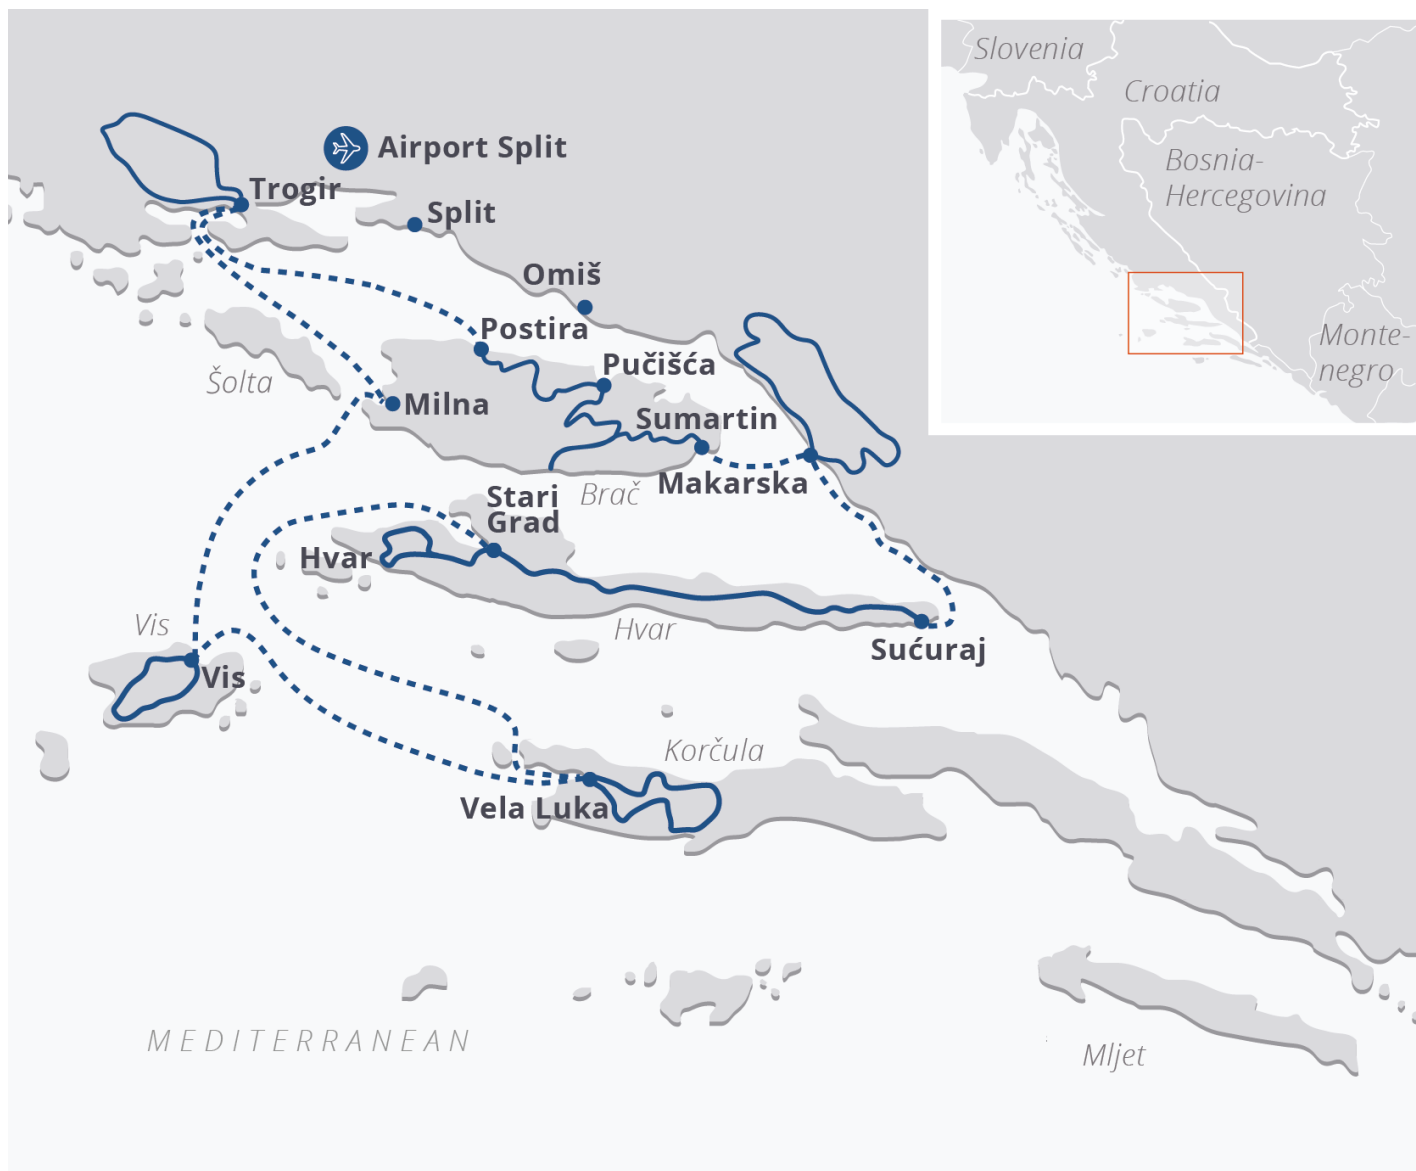 Slovenia
Croatia
Bosnia-
Hercegovina
Monte-
negro
Airport Split
Trogir
Split
Omiš
Postira
Pučišća
Šolta
Milna
Sumartin
Makarska
Brač
Stari
Grad
Hvar
Hvar
Sućuraj
Vis
Vis
Korčula
Vela Luka
MEDITERRANEAN
Mljet